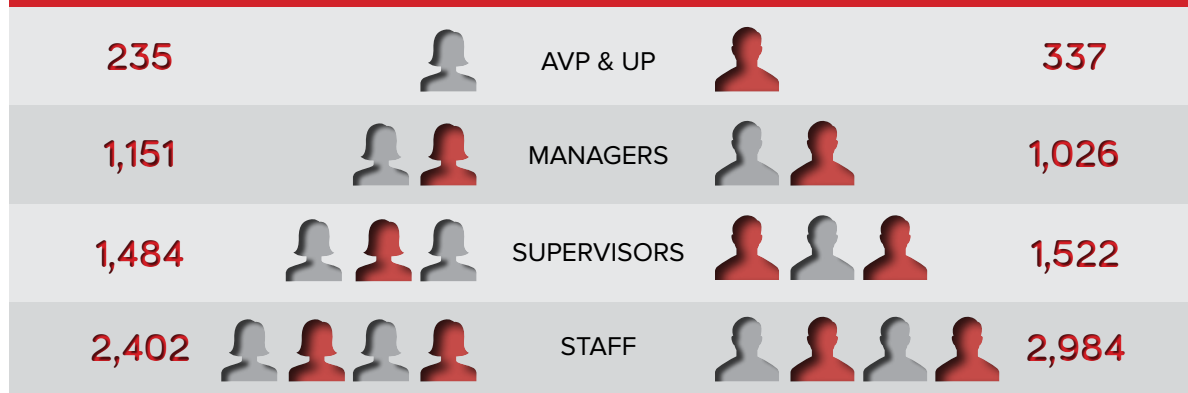 235 AVP & UP 337
1,151 MANAGERS 1,026
1,484 SUPERVISORS 1,522
2,402 STAFF 2,984